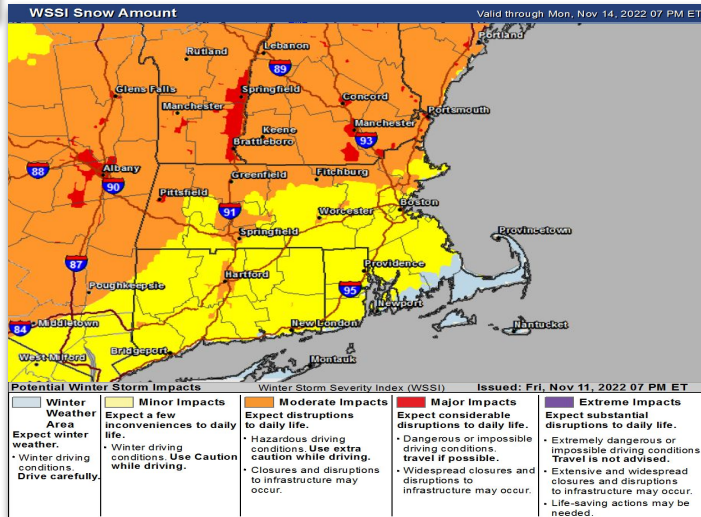 WSSI Snow Amount
Valid through Mon, Nov 14, 2022 07 PM ET
Portland
Rutland
Lebanon
89
Glens Falls
Springfield
Concord
Manchester
Portsmouth
Manchester
Keene
93
Brattleboro
88
Albany
90
Greenfield
Fitchburg
Pittsfield
91
Worcester
Boston
Springfield
Provincetown
87
Hartford
Providence
Poughkeepsie
95
Newport
84
Middletown
New London
Nantucket
West Milford
Bridgeport
Montauk
Potential Winter Storm Impacts
Winter Storm Severity Index (WSSI)
Issued: Fri, Nov 11, 2022 07 PM ET
Winter
Weather
Area
Expect winter
weather.
• Winter driving
conditions.
Drive carefully.
Minor Impacts
Expect a few
inconveniences to daily
life.
• Winter driving
conditions. Use Caution
while driving.
Moderate Impacts
Expect distruptions
to daily life.
• Hazardous driving
conditions. Use extra
caution while driving.
• Closures and disruptions
to infrastructure may
occur.
Major Impacts
Expect considerable
disruptions to daily life.
• Dangerous or impossible
driving conditions.
travel if possible.
• Widespread closures and
disruptions to
infrastructure may occur.
Extreme Impacts
Expect substantial
disruptions to daily life.
• Extremely dangerous or
impossible driving conditions
Travel is not advised.
• Extensive and widespread
closures and disruptions
to infrastructure may occur.
• Life-saving actions may be
needed.